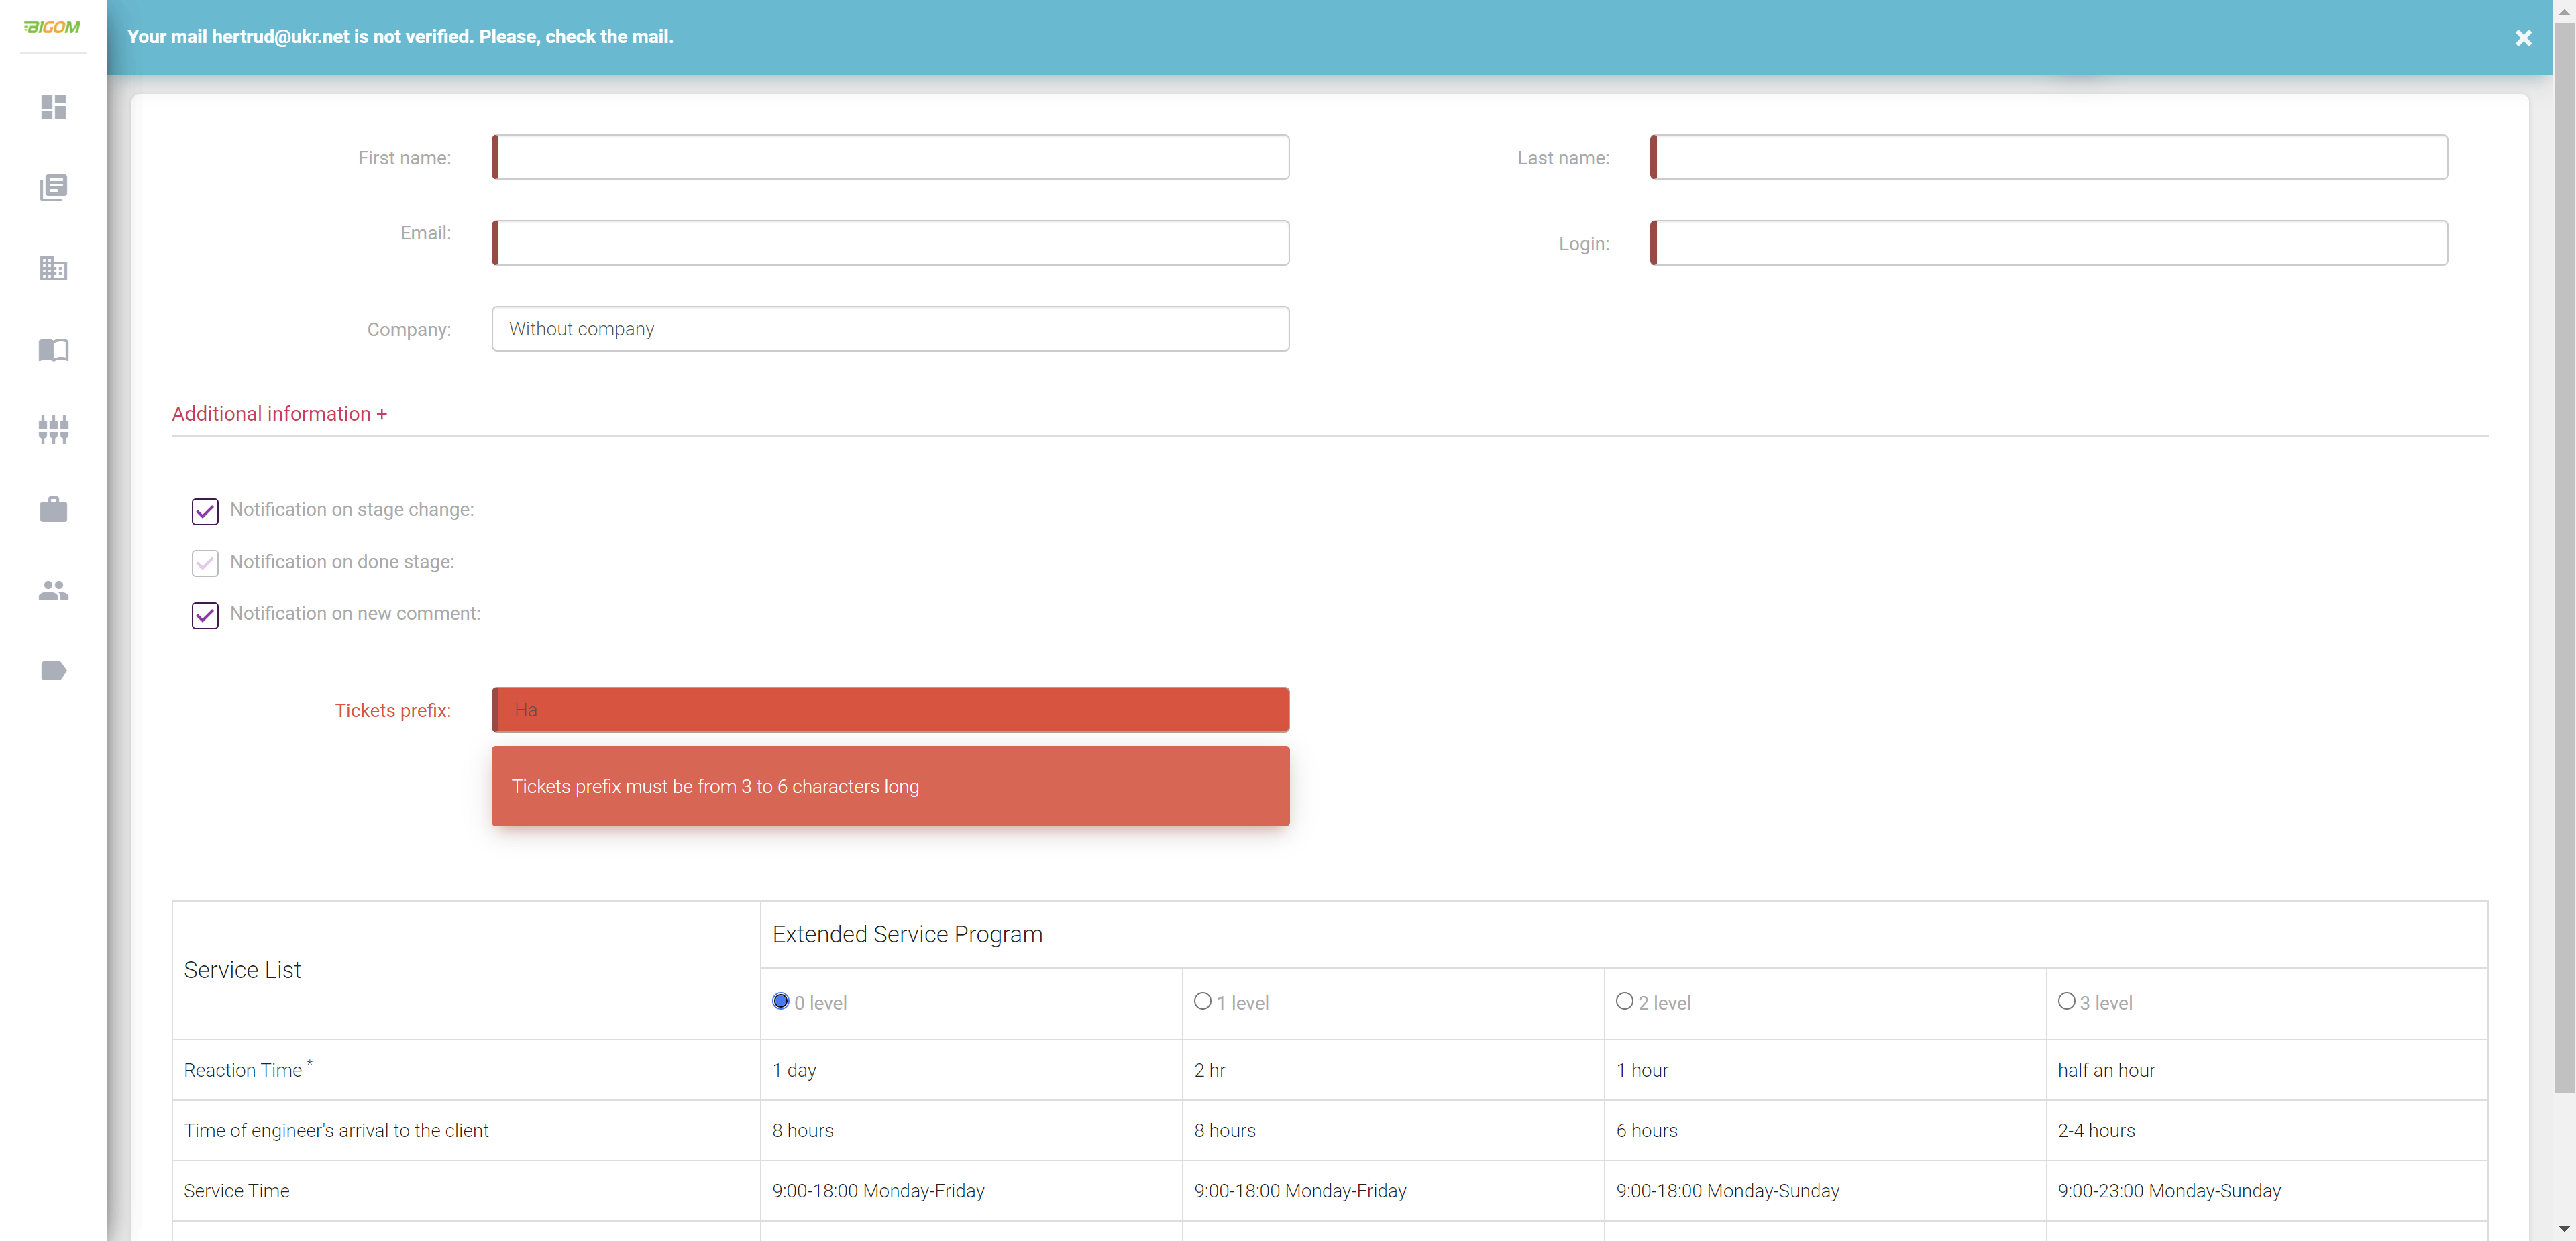 BIGOM
Your mail hertrud@ukr.net is not verified. Please, check the mail.
First name:
Last name:
Email:
Login:
Company:
Without company
Additional information +
Notification on stage change:
Notification on done stage:
Notification on new comment:
Tickets prefix:
Ha
Tickets prefix must be from 3 to 6 characters long
Service List
Extended Service Program
0 level
1 level
2 level
3 level
Reaction Time *
1 day
2 hr
1 hour
half an hour
Time of engineer's arrival to the client
8 hours
8 hours
6 hours
2-4 hours
Service Time
9:00-18:00 Monday-Friday
9:00-18:00 Monday-Friday
9:00-18:00 Monday-Sunday
9:00-23:00 Monday-Sunday